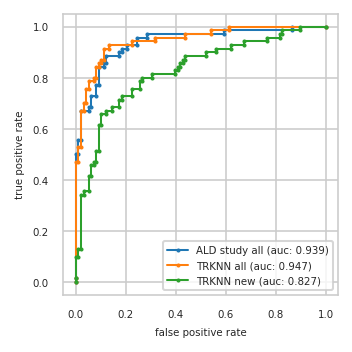 1.0
0.8
0.6
0.4
0.2
0.0
true positive rate
ALD study all (auc: 0.939)
TRKNN all (auc: 0.947)
TRKNN new (auc: 0.827)
0.0 0.2 0.4 0.6 0.8 1.0
false positive rate